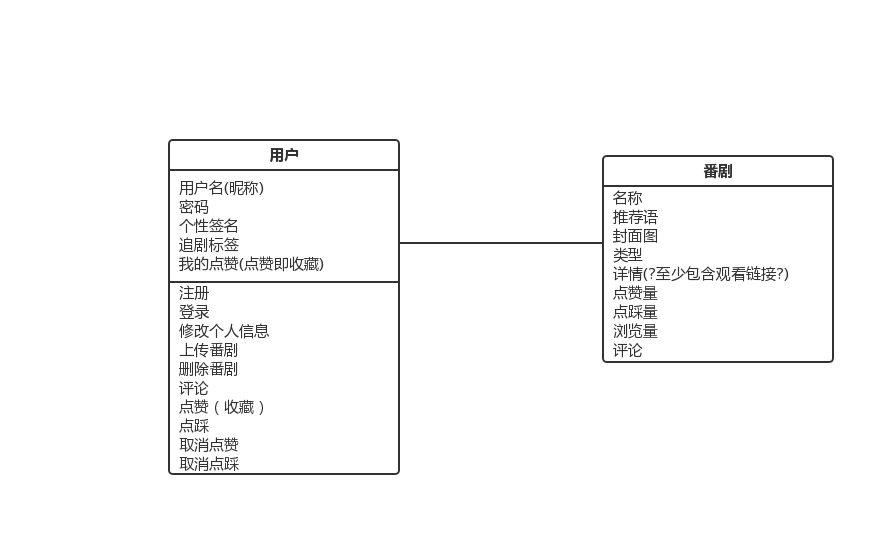 用户
用户名(昵称)
密码
个性签名
追剧标签
我的点赞(点赞即收藏)
注册
登录
修改个人信息
上传番剧
删除番剧
评论
点赞（收藏）
点踩
取消点赞
取消点踩
番剧
名称
推荐语
封面图
类型
详情(?至少包含观看链接?)
点赞量
点踩量
浏览量
评论